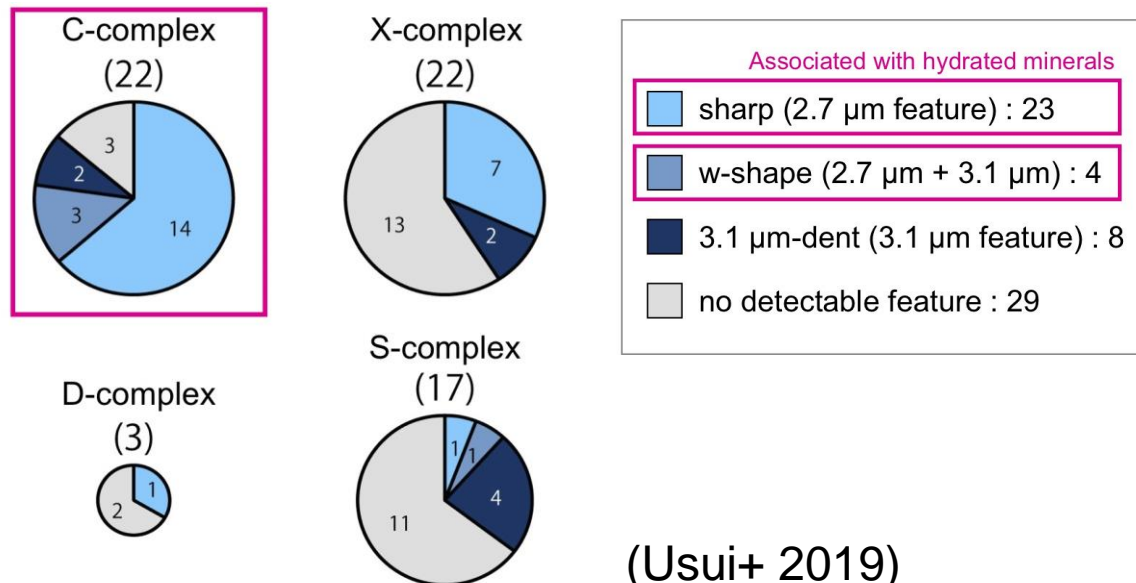 C-complex
(22)
3
2
3
14
X-complex
(22)
7
2
13
Associated with hydrated minerals
sharp (2.7 μm feature) : 23
w-shape (2.7 μm + 3.1 μm) : 4
3.1 μm-dent (3.1 μm feature) : 8
no detectable feature : 29
D-complex
(3)
1
2
S-complex
(17)
1
1
4
11
(Usui+ 2019)